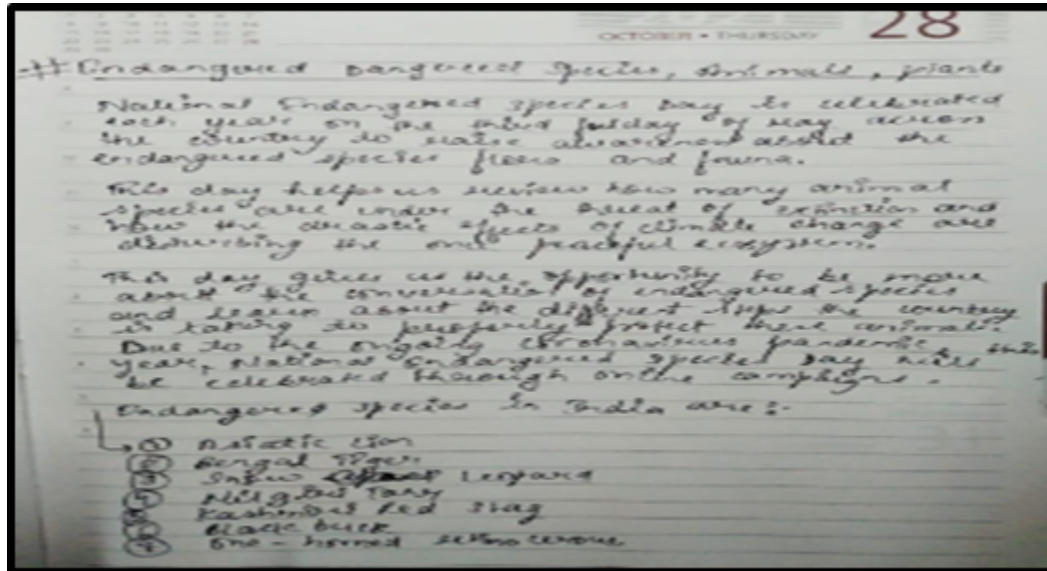 28
OCTOBER • THURSDAY
# Endangered Dangered Species, Animals, plants
National Endangered Species Day is celebrated
each year on the third friday of May across
the country to raise awareness about the
endangered species flora and fauna.
This day helps us review how many animal
species are under the threat of extinction and
how the drastic effects of climate change are
disturbing the once peaceful ecosystem.
This day gives us the opportunity to be more
about the conversation of endangered species
and learn about the different steps the country
is taking to properly protect these animals.
Due to the ongoing coronavirus pandemic this
year, National Endangered Species Day will
be celebrated through online campaigns.
Endangered species in India are:-
① Asiatic Lion
② Bengal Tiger
③ Snow Leopard
Nilgiri Tahr
Kashmiri Red Stag
Black buck
One-horned